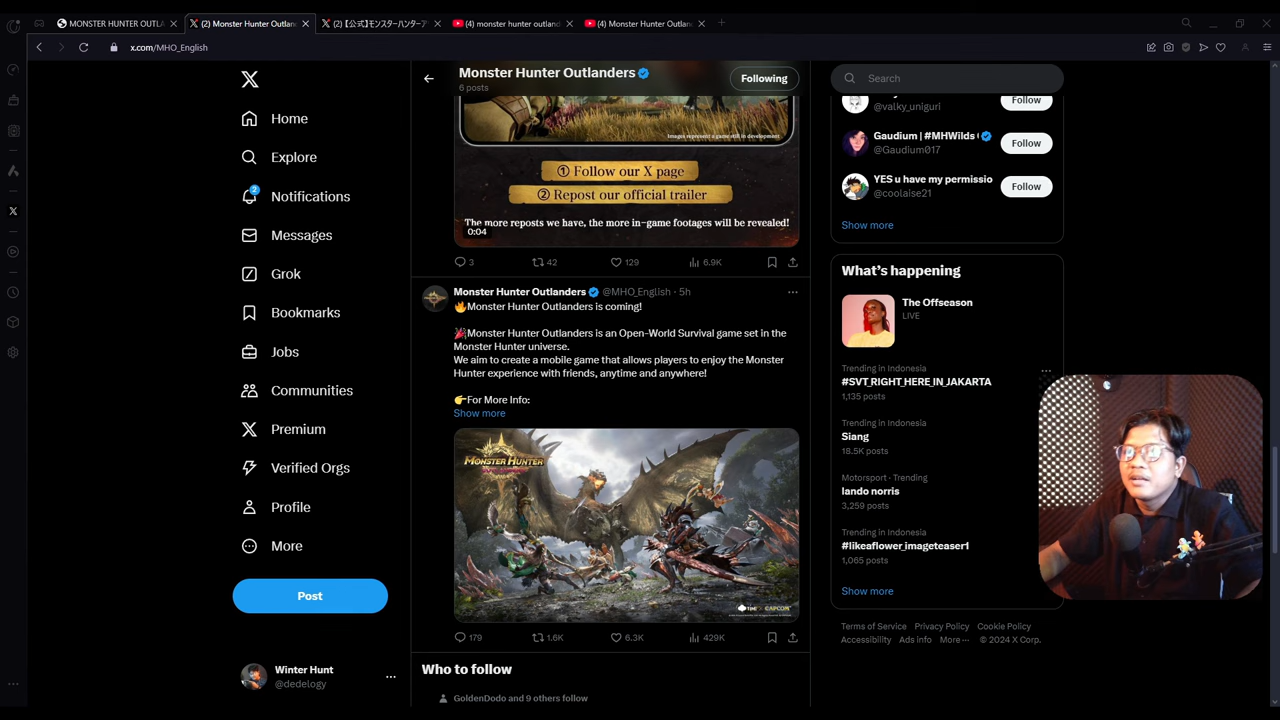 MONSTER HUNTER OUTLA
(2) Monster Hunter Outlan
(2) 【公式】モンスターハンターア
(4) monster hunter outland
(4) Monster Hunter Outlan
x.com/MHO_English
Monster Hunter Outlanders
6 posts
Following
Search
Home
Explore
2
Notifications
Messages
Grok
Bookmarks
Jobs
Communities
Premium
Verified Orgs
Profile
More
Post
Winter Hunt
@dedelogy
Images represent a game still in development
① Follow our X page
② Repost our official trailer
The more reposts we have, the more in-game footages will be revealed!
0:04
3 42 129 6.9K
Monster Hunter Outlanders @MHO_English · 5h
🔥Monster Hunter Outlanders is coming!
🎉Monster Hunter Outlanders is an Open-World Survival game set in the
Monster Hunter universe.
We aim to create a mobile game that allows players to enjoy the Monster
Hunter experience with friends, anytime and anywhere!
👉For More Info:
Show more
MONSTER HUNTER
TiMi × CAPCOM
179 1.6K 6.3K 429K
Who to follow
GoldenDodo and 9 others follow
@valky_uniguri
Follow
Gaudium | #MHWilds
@Gaudium017
Follow
YES u have my permissio
@coolaise21
Follow
Show more
What's happening
The Offseason
LIVE
Trending in Indonesia
#SVT_RIGHT_HERE_IN_JAKARTA
1,135 posts
Trending in Indonesia
Siang
18.5K posts
Motorsport · Trending
lando norris
3,259 posts
Trending in Indonesia
#likeaflower_imageteaser1
1,065 posts
Show more
Terms of Service Privacy Policy Cookie Policy
Accessibility Ads info More ··· © 2024 X Corp.